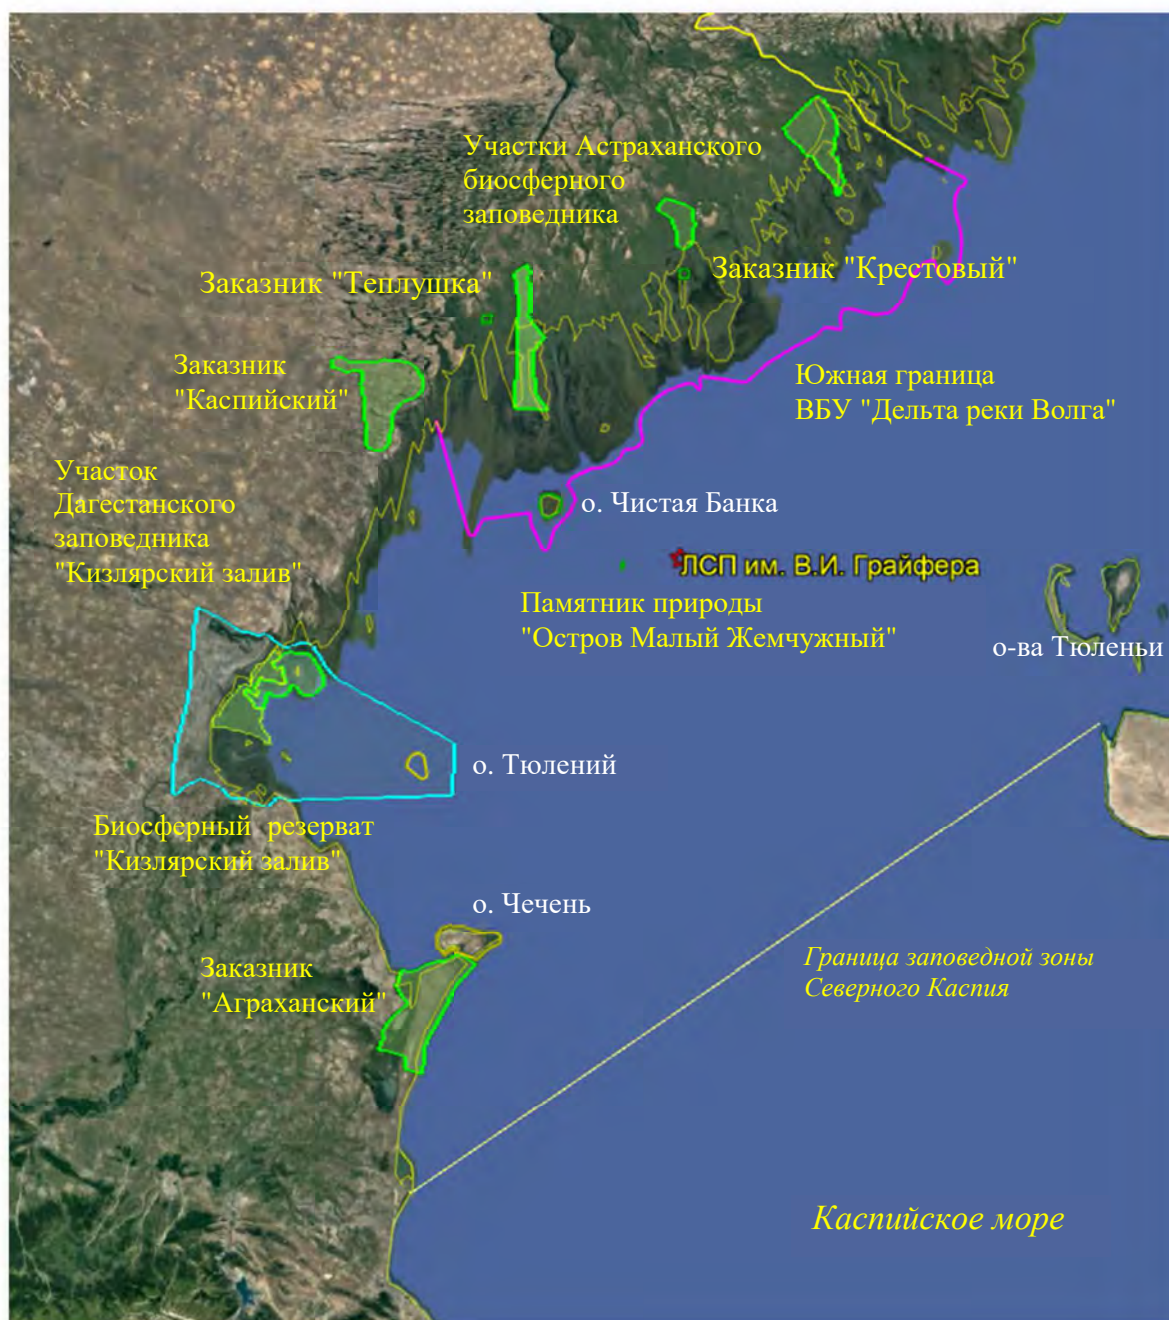 Участки Астраханского
биосферного
заповедника
Заказник "Крестовый"
Заказник "Теплушка"
Заказник
"Каспийский"
Южная граница
ВБУ "Дельта реки Волга"
Участок
Дагестанского
заповедника
"Кизлярский залив"
о. Чистая Банка
ЛСП им. В.И. Грайфера
Памятник природы
"Остров Малый Жемчужный"
о-ва Тюленьи
о. Тюлений
Биосферный резерват
"Кизлярский залив"
о. Чечень
Заказник
"Аграханский"
Граница заповедной зоны
Северного Каспия
Каспийское море